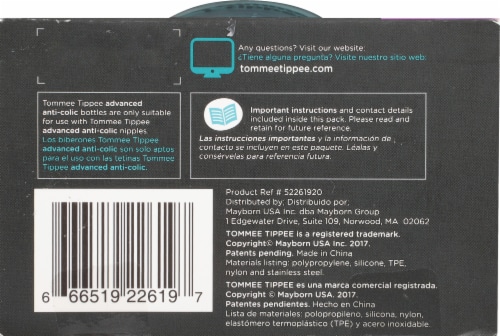 Any questions? Visit our website:
¿Tiene alguna pregunta? Visite nuestro sitio web:
tommeetippee.com
Tommee Tippee advanced
anti-colic bottles are only suitable
for use with Tommee Tippee
advanced anti-colic nipples.
Los biberones Tommee Tippee
advanced anti-colic son solo aptos
para el uso con las tetinas Tommee
Tippee advanced anti-colic.
Important instructions and contact details
included inside this pack. Please read and
retain for future reference.
Las instrucciones importantes y la información de
contacto se incluyen en este paquete. Léalas y
consérvelas para referencia futura.
Product Ref # 52261920
Distributed by; Distribuido por;
Mayborn USA Inc. dba Mayborn Group
1 Edgewater Drive, Suite 109, Norwood, MA 02062
TOMMEE TIPPEE is a registered trademark.
Copyright© Mayborn USA Inc. 2017.
Patents pending. Made in China
Materials listing: polypropylene, silicone, TPE,
nylon and stainless steel.
TOMMEE TIPPEE es una marca comercial registrada.
Copyright © Mayborn USA Inc. 2017.
Patentes pendientes. Hecho en China
Lista de materiales: polopropileno, silicona, nylon,
elastómero termoplástico (TPE) y acero inoxidable.
6 66519 22619 7